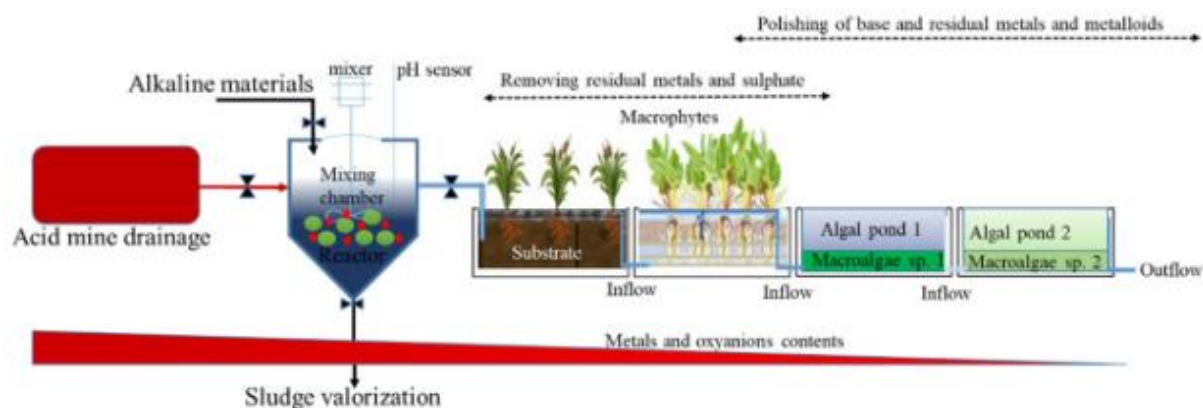 Polishing of base and residual metals and metalloids
mixer
pH sensor
Alkaline materials
Removing residual metals and sulphate
Macrophytes
Mixing
chamber
Reactor
Acid mine drainage
Substrate
Algal pond 1
Macroalgae sp. 1
Algal pond 2
Macroalgae sp. 2
Outflow
Inflow
Inflow
Inflow
Metals and oxyanions contents
Sludge valorization